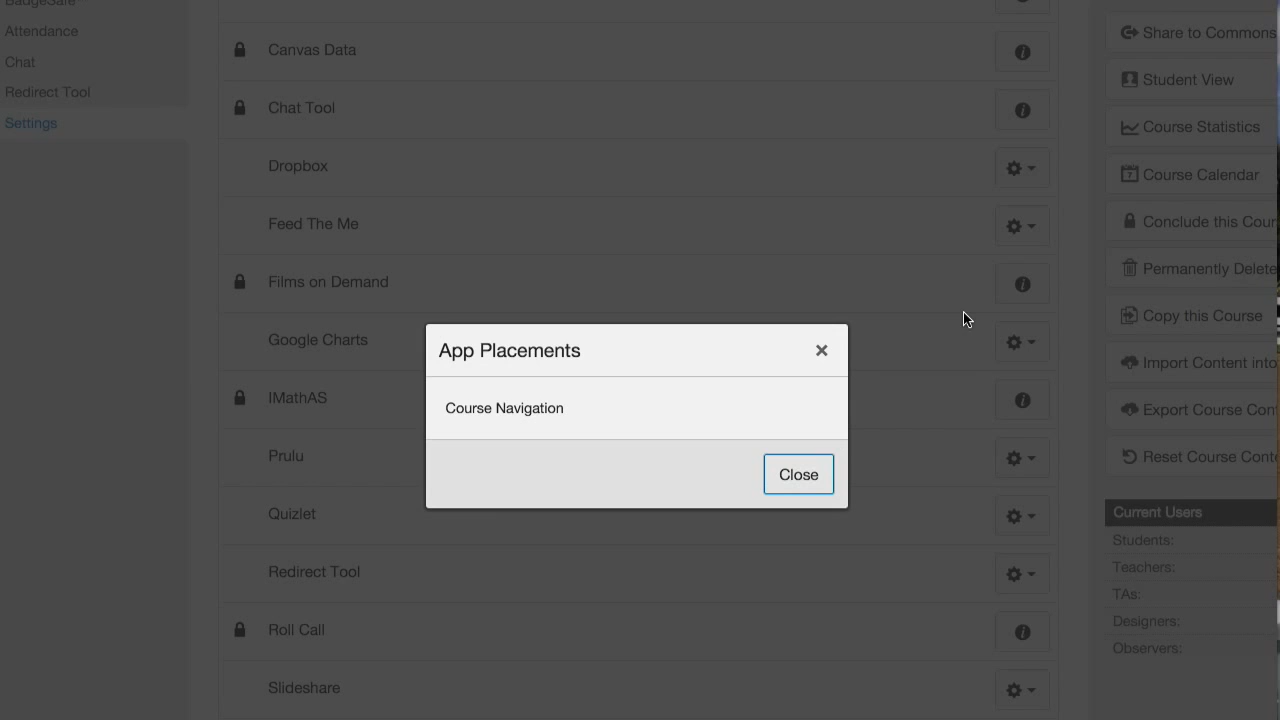 BadgeSafe™
Attendance
Chat
Redirect Tool
Settings
Canvas Data
Chat Tool
Dropbox
Feed The Me
Films on Demand
Google Charts
IMathAS
Prulu
Quizlet
Redirect Tool
Roll Call
Slideshare
App Placements
×
Course Navigation
Close
Share to Commons
Student View
Course Statistics
7
Course Calendar
Conclude this Cour
Permanently Delete
Copy this Course
Import Content into
Export Course Con
Reset Course Conte
Current Users
Students:
Teachers:
TAs:
Designers:
Observers: